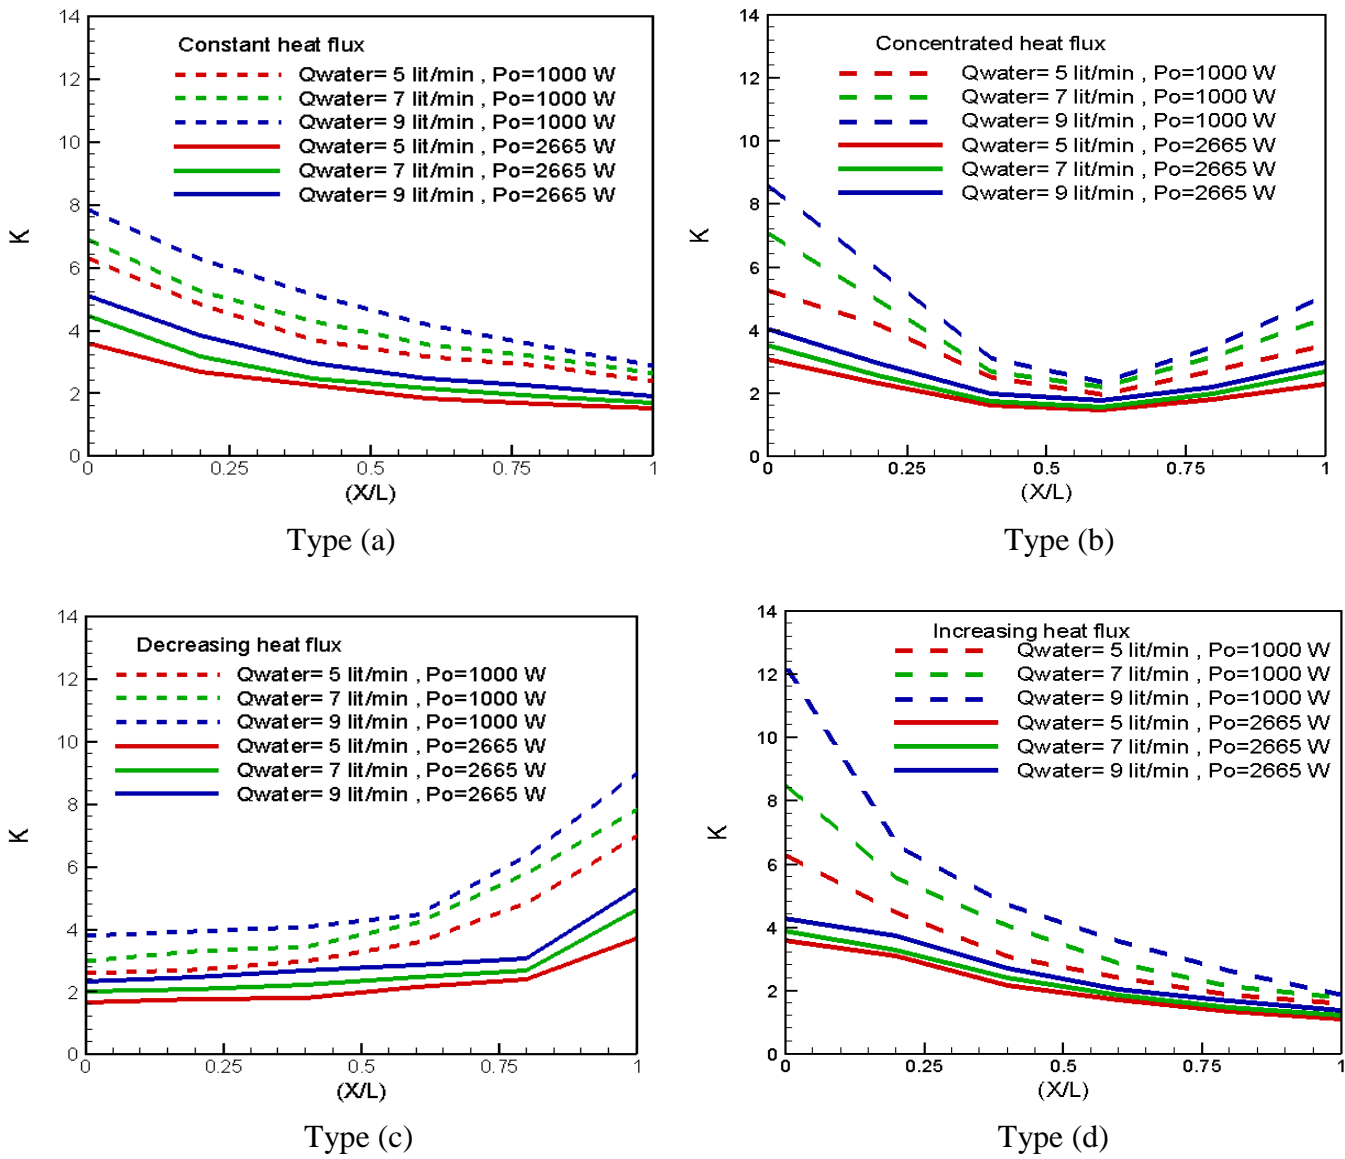 Constant heat flux
Qwater= 5 lit/min , Po=1000 W
Qwater= 7 lit/min , Po=1000 W
Qwater= 9 lit/min , Po=1000 W
Qwater= 5 lit/min , Po=2665 W
Qwater= 7 lit/min , Po=2665 W
Qwater= 9 lit/min , Po=2665 W
14
12
10
8
6
4
2
0
K
0 0.25 0.5 0.75 1
(X/L)
Type (a)
Concentrated heat flux
Qwater= 5 lit/min , Po=1000 W
Qwater= 7 lit/min , Po=1000 W
Qwater= 9 lit/min , Po=1000 W
Qwater= 5 lit/min , Po=2665 W
Qwater= 7 lit/min , Po=2665 W
Qwater= 9 lit/min , Po=2665 W
14
12
10
8
6
4
2
0
K
0 0.25 0.5 0.75 1
(X/L)
Type (b)
Decreasing heat flux
Qwater= 5 lit/min , Po=1000 W
Qwater= 7 lit/min , Po=1000 W
Qwater= 9 lit/min , Po=1000 W
Qwater= 5 lit/min , Po=2665 W
Qwater= 7 lit/min , Po=2665 W
Qwater= 9 lit/min , Po=2665 W
14
12
10
8
6
4
2
0
K
0 0.25 0.5 0.75 1
(X/L)
Type (c)
Increasing heat flux
Qwater= 5 lit/min , Po=1000 W
Qwater= 7 lit/min , Po=1000 W
Qwater= 9 lit/min , Po=1000 W
Qwater= 5 lit/min , Po=2665 W
Qwater= 7 lit/min , Po=2665 W
Qwater= 9 lit/min , Po=2665 W
14
12
10
8
6
4
2
0
K
0 0.25 0.5 0.75 1
(X/L)
Type (d)